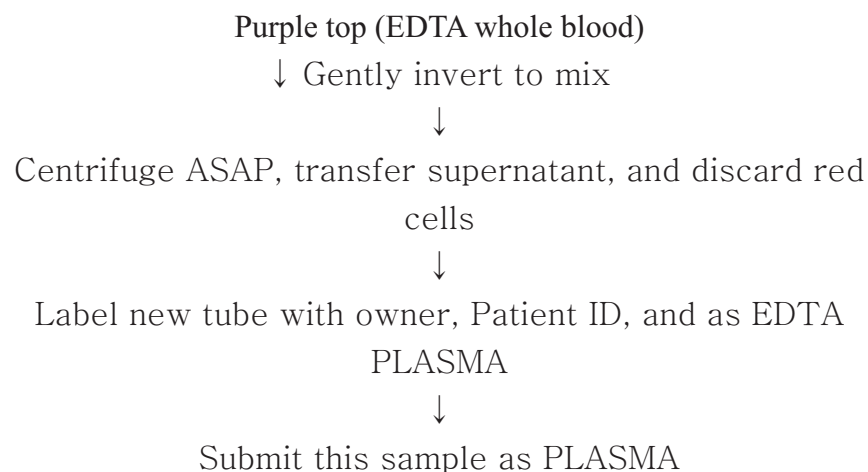 Purple top (EDTA whole blood)
↓ Gently invert to mix
↓
Centrifuge ASAP, transfer supernatant, and discard red
cells
↓
Label new tube with owner, Patient ID, and as EDTA
PLASMA
↓
Submit this sample as PLASMA